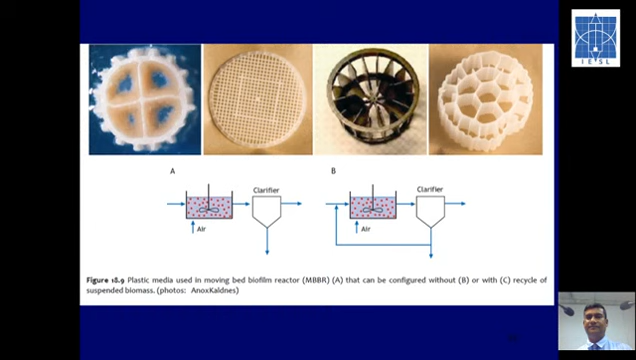 IESL
A
B
Clarifier
Clarifier
Air
Air
Figure 18.9 Plastic media used in moving bed biofilm reactor (MBBR) (A) that can be configured without (B) or with (C) recycle of
suspended biomass. (photos: AnoxKaldnes)